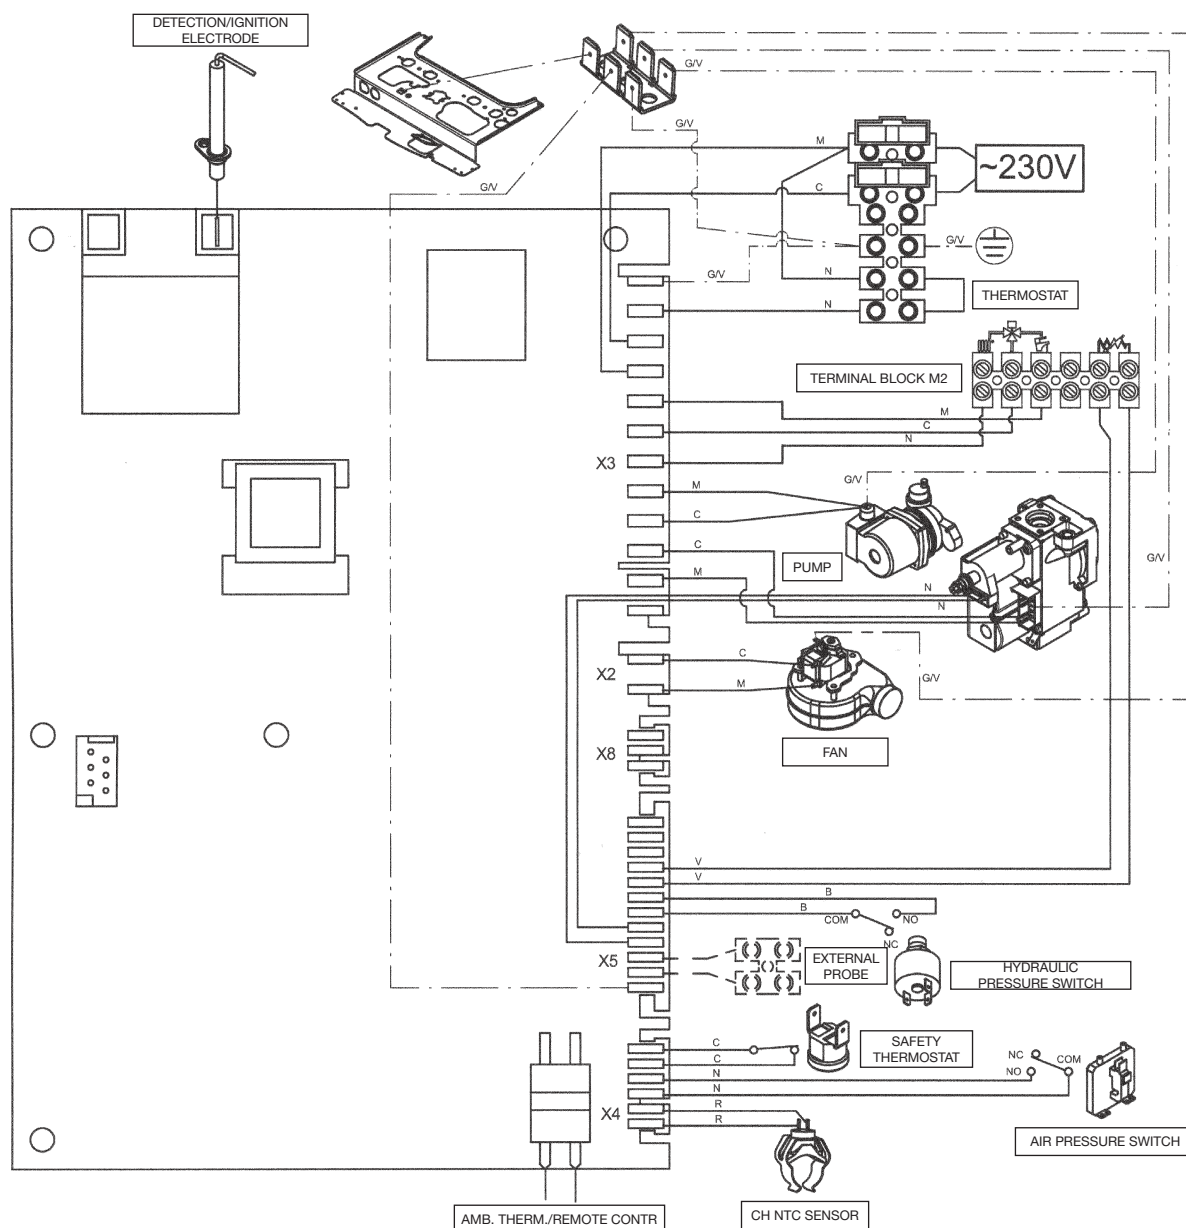 DETECTION/IGNITION
ELECTRODE
G/V
G/V
M
~230V
G/V
C
G/V
G/V
N
THERMOSTAT
N
TERMINAL BLOCK M2
M
C
N
X3
G/V
M
C
C
PUMP
G/V
M
N
N
C
X2
G/V
M
X8
FAN
V
V
B
B
COM
NO
NC
X5
EXTERNAL
PROBE
HYDRAULIC
PRESSURE SWITCH
C
SAFETY
THERMOSTAT
C
NC
COM
NO
N
N
R
X4
R
AIR PRESSURE SWITCH
AMB. THERM./REMOTE CONTR
CH NTC SENSOR